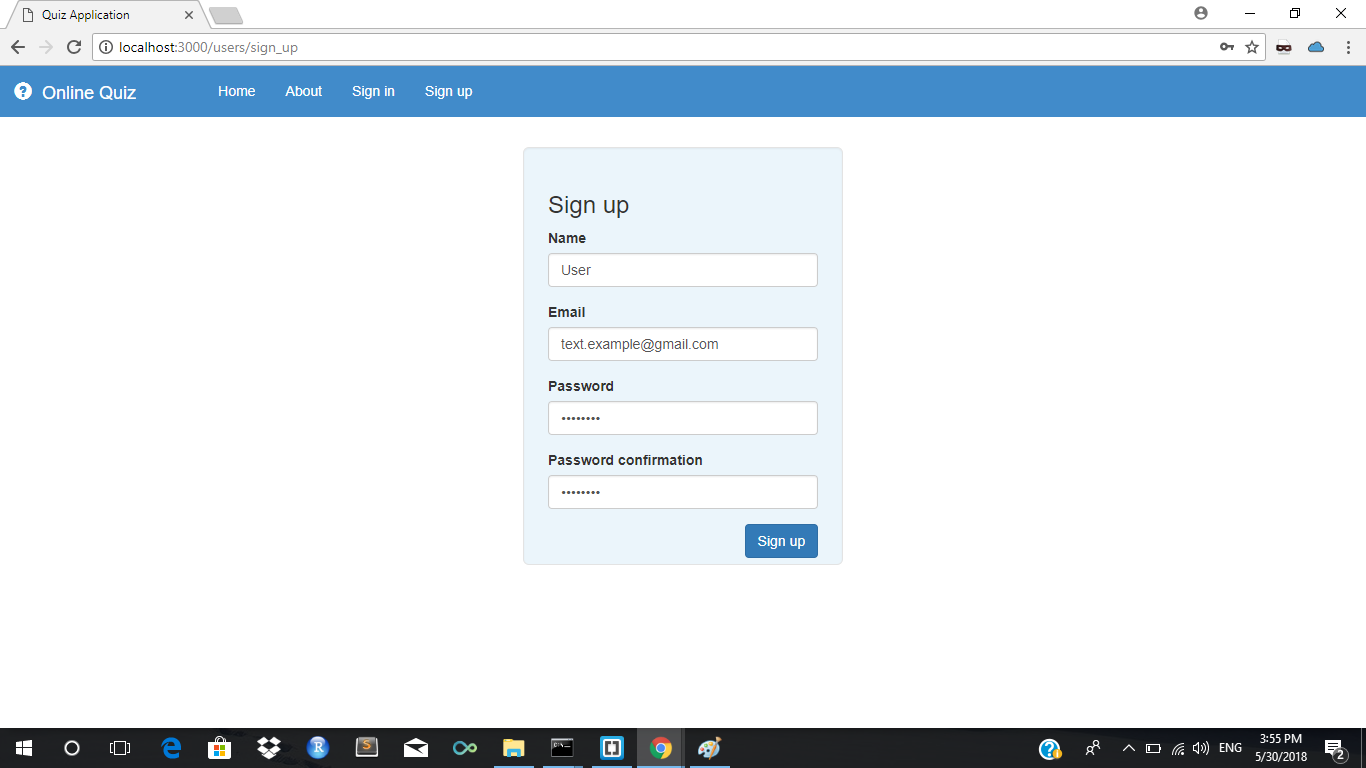 Quiz Application
localhost:3000/users/sign_up
Online Quiz Home About Sign in Sign up
Sign up
Name
User
Email
text.example@gmail.com
Password
••••••••
Password confirmation
••••••••
Sign up
ENG
3:55 PM
5/30/2018
2